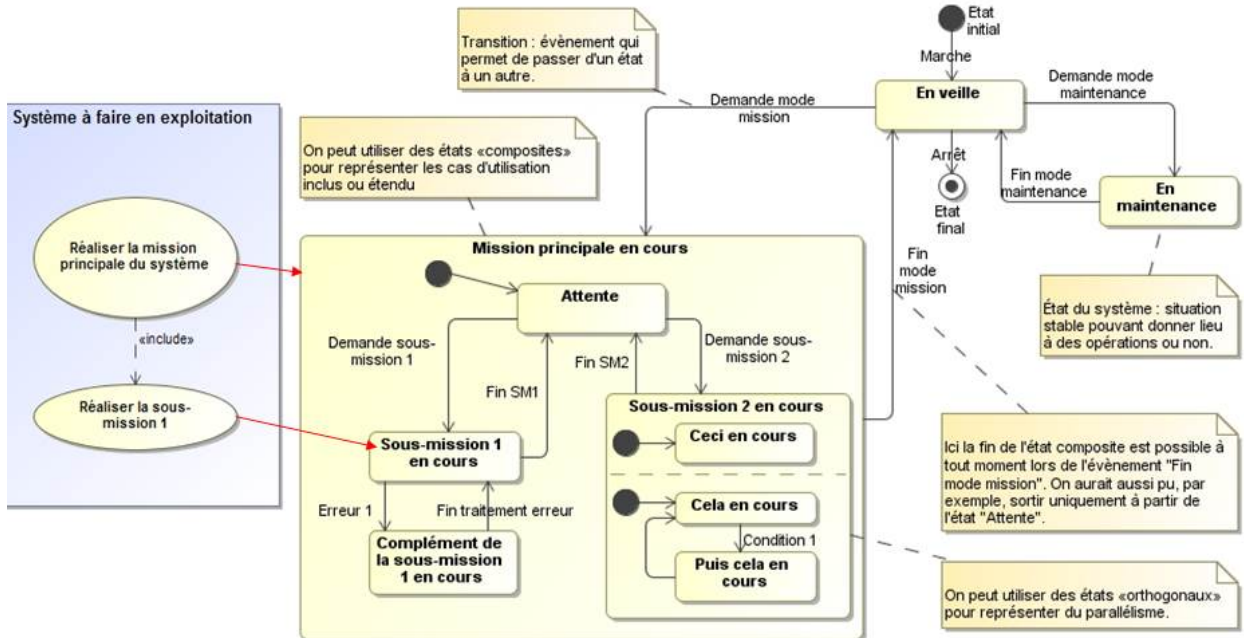 Etat
initial
Transition : évènement qui
permet de passer d'un état
à un autre.
Marche
Demande mode
maintenance
Demande mode
mission
En veille
Système à faire en exploitation
On peut utiliser des états «composites»
pour représenter les cas d'utilisation
inclus ou étendu
Arrêt
Fin mode
maintenance
En
maintenance
Etat
final
Réaliser la mission
principale du système
Mission principale en cours
Fin
mode
mission
Attente
État du système : situation
stable pouvant donner lieu
à des opérations ou non.
«include»
Demande sous-
mission 1
Demande sous-
mission 2
Fin SM1
Fin SM2
Réaliser la sous-
mission 1
Sous-mission 2 en cours
Ceci en cours
Sous-mission 1
en cours
Ici la fin de l'état composite est possible à
tout moment lors de l'évènement "Fin
mode mission". On aurait aussi pu, par
exemple, sortir uniquement à partir de
l'état "Attente".
Erreur 1
Fin traitement erreur
Cela en cours
Condition 1
Complément de
la sous-mission
1 en cours
Puis cela en
cours
On peut utiliser des états «orthogonaux»
pour représenter du parallélisme.